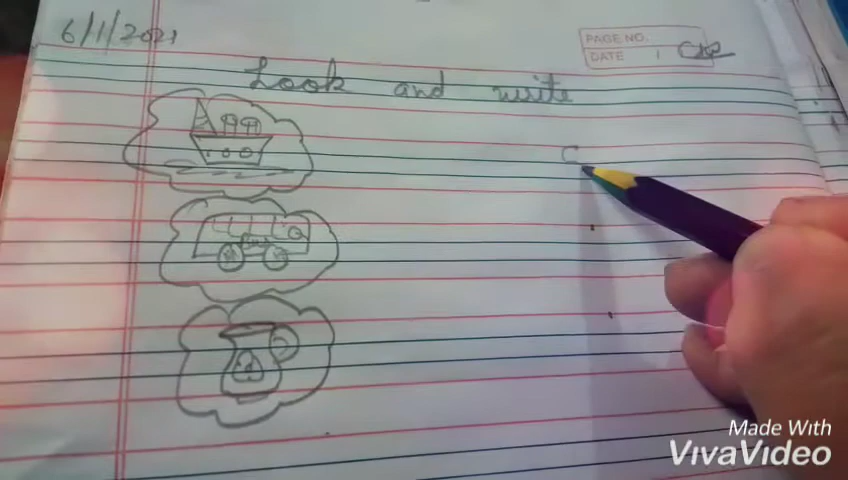 6/1/2021
PAGE NO.
DATE
Look and write
Made With
VivaVideo